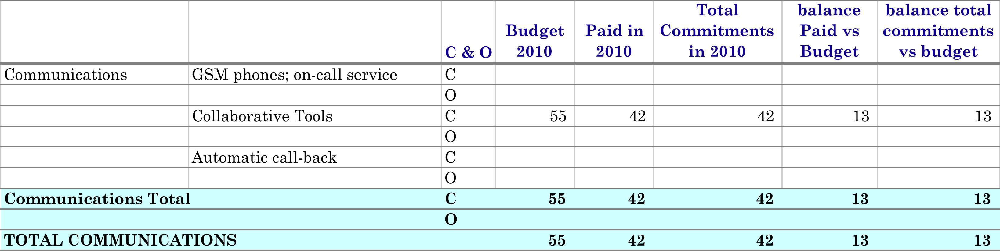 C & O Budget 2010 Paid in 2010 Total Commitments in 2010 balance Paid vs Budget balance total commitments vs budget
Communications GSM phones; on-call service C
O
Collaborative Tools C 55 42 42 13 13
O
Automatic call-back C
O
Communications Total C 55 42 42 13 13
O
TOTAL COMMUNICATIONS 55 42 42 13 13